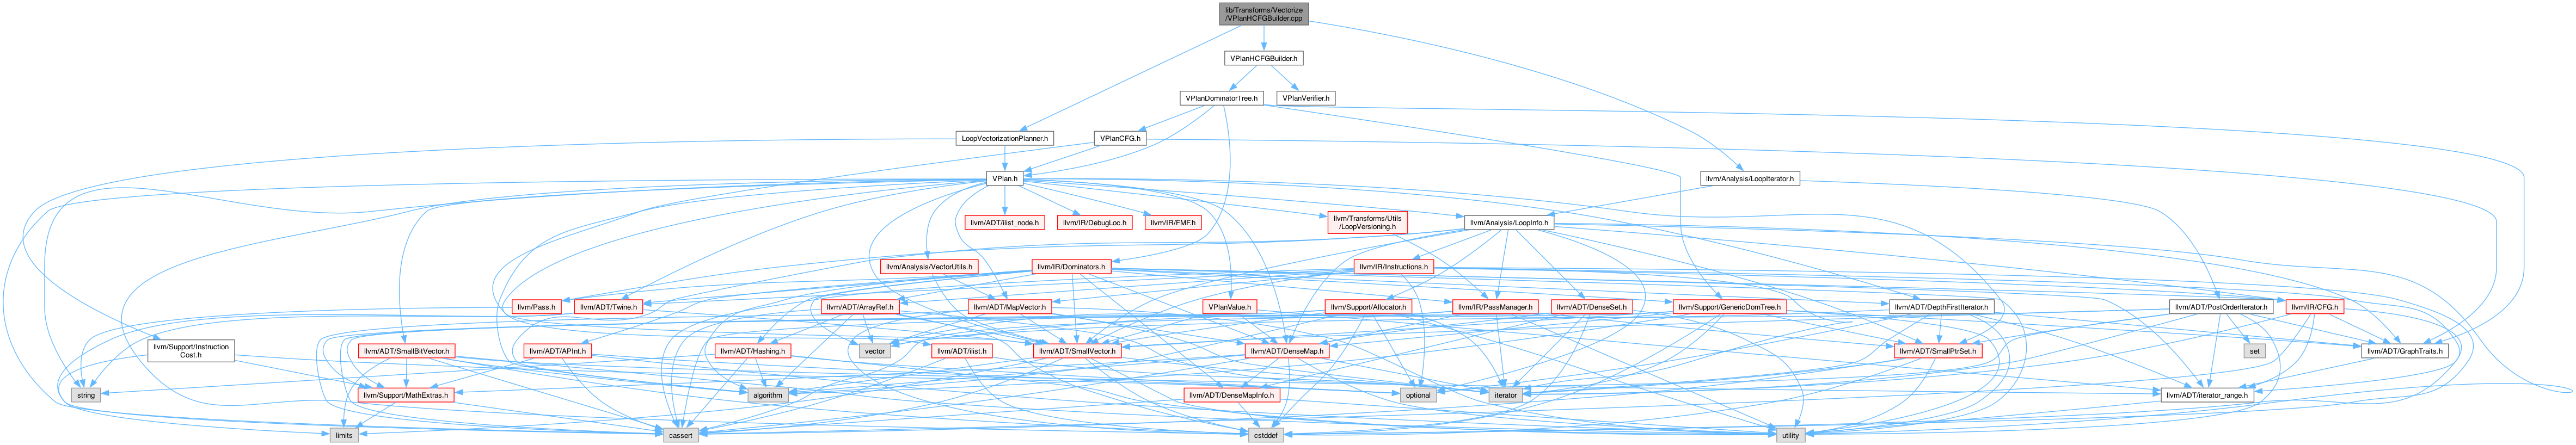 lib/Transforms/Vectorize
/VPlanHCFGBuilder.cpp
VPlanHCFGBuilder.h
VPlanDominatorTree.h
VPlanVerifier.h
LoopVectorizationPlanner.h
VPlanCFG.h
VPlan.h
llvm/Analysis/LoopIterator.h
llvm/ADT/ilist_node.h
llvm/IR/DebugLoc.h
llvm/IR/FMF.h
llvm/Transforms/Utils
/LoopVersioning.h
llvm/Analysis/LoopInfo.h
llvm/Analysis/VectorUtils.h
llvm/IR/Dominators.h
llvm/IR/Instructions.h
llvm/Pass.h
llvm/ADT/Twine.h
llvm/ADT/ArrayRef.h
llvm/ADT/MapVector.h
VPlanValue.h
llvm/Support/Allocator.h
llvm/IR/PassManager.h
llvm/ADT/DenseSet.h
llvm/Support/GenericDomTree.h
llvm/ADT/DepthFirstIterator.h
llvm/ADT/PostOrderIterator.h
llvm/IR/CFG.h
llvm/Support/Instruction
Cost.h
llvm/ADT/SmallBitVector.h
llvm/ADT/APInt.h
llvm/ADT/Hashing.h
vector
llvm/ADT/ilist.h
llvm/ADT/SmallVector.h
llvm/ADT/DenseMap.h
llvm/ADT/SmallPtrSet.h
set
llvm/ADT/GraphTraits.h
string
llvm/Support/MathExtras.h
algorithm
llvm/ADT/DenseMapInfo.h
optional
iterator
llvm/ADT/iterator_range.h
limits
cassert
cstddef
utility